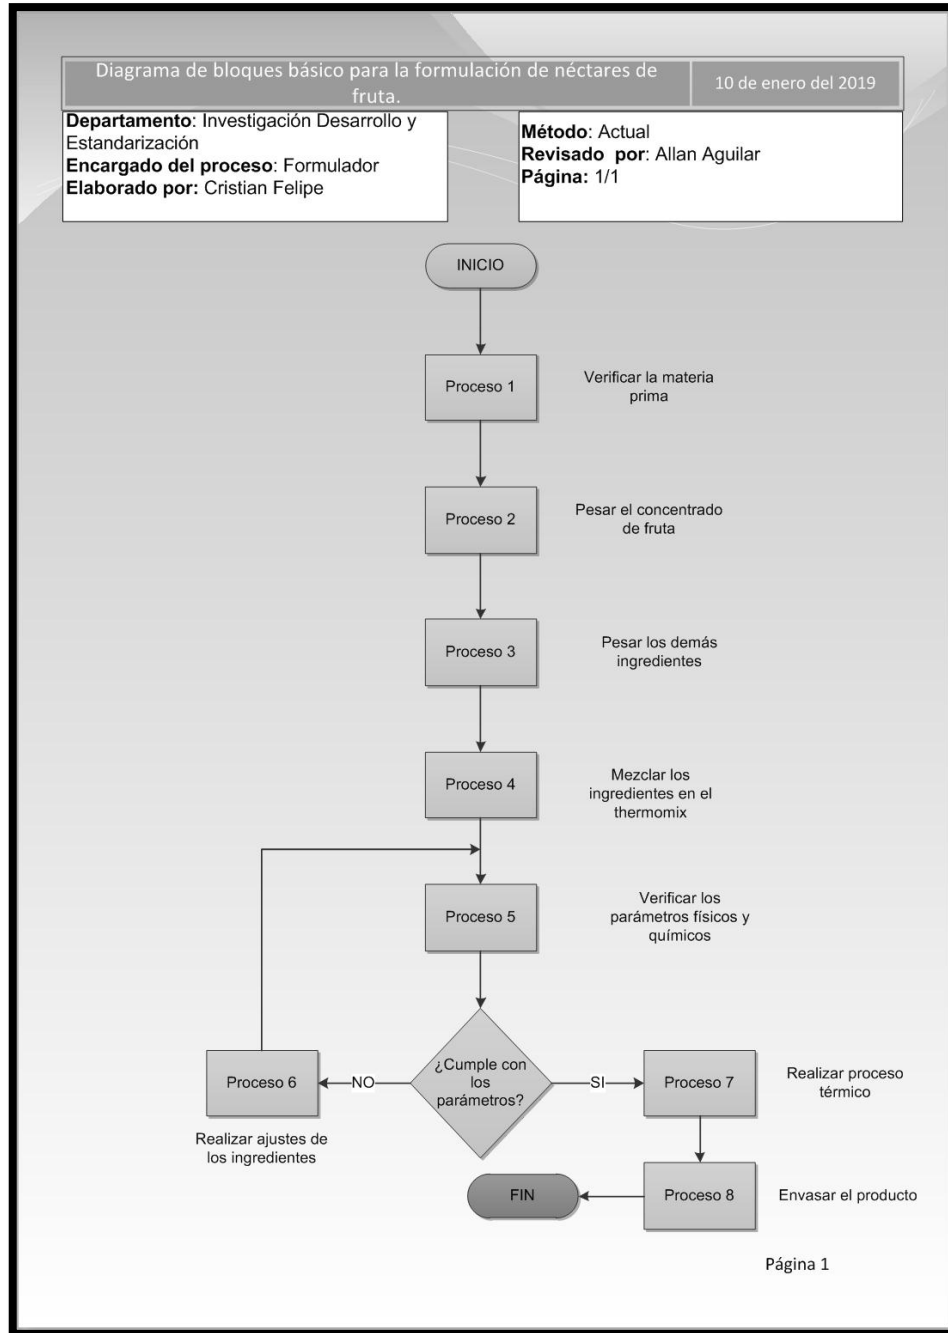 Diagrama de bloques básico para la formulación de néctares de
fruta.
10 de enero del 2019
Departamento: Investigación Desarrollo y
Estandarización
Encargado del proceso: Formulador
Elaborado por: Cristian Felipe
Método: Actual
Revisado por: Allan Aguilar
Página: 1/1
INICIO
Proceso 1
Verificar la materia
prima
Proceso 2
Pesar el concentrado
de fruta
Proceso 3
Pesar los demás
ingredientes
Proceso 4
Mezclar los
ingredientes en el
thermomix
Proceso 5
Verificar los
parámetros físicos y
químicos
¿Cumple con
los
parámetros?
NO
Proceso 6
Realizar ajustes de
los ingredientes
SI
Proceso 7
Realizar proceso
térmico
Proceso 8
Envasar el producto
FIN
Página 1